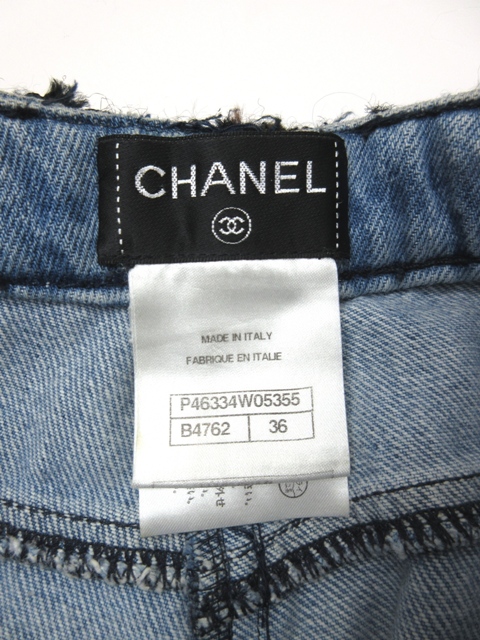 CHANEL
MADE IN ITALY
FABRIQUE EN ITALIE
P46334W05355
B4762 36